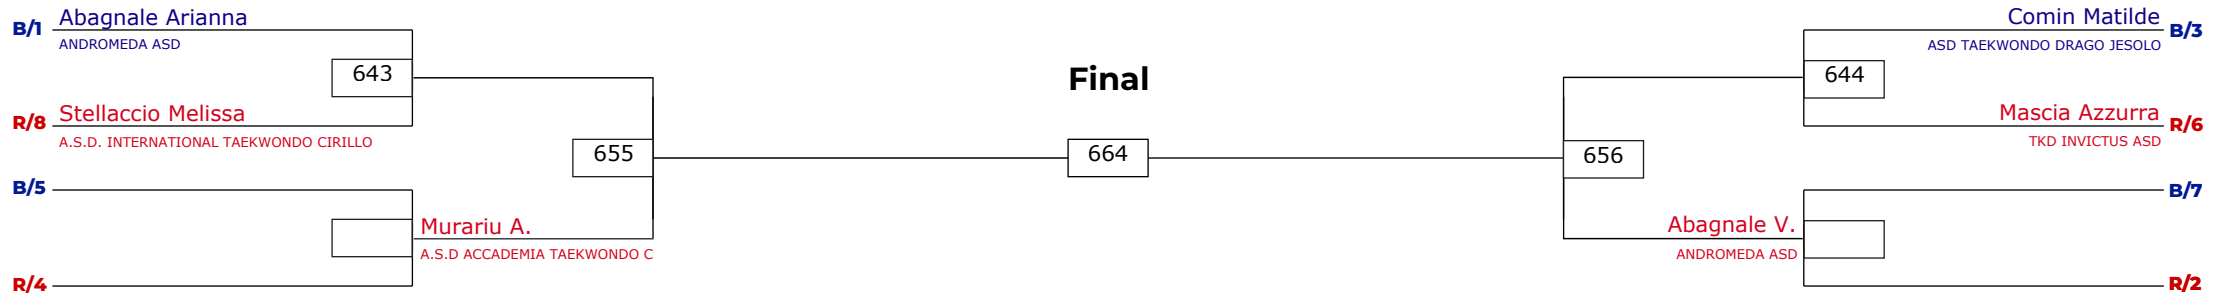 B/1
Abagnale Arianna
ANDROMEDA ASD
643
R/8
Stellaccio Melissa
A.S.D. INTERNATIONAL TAEKWONDO CIRILLO
655
B/5
Murariu A.
A.S.D ACCADEMIA TAEKWONDO C
R/4
Final
664
Comin Matilde
B/3
ASD TAEKWONDO DRAGO JESOLO
644
Mascia Azzurra
R/6
TKD INVICTUS ASD
656
B/7
Abagnale V.
ANDROMEDA ASD
R/2